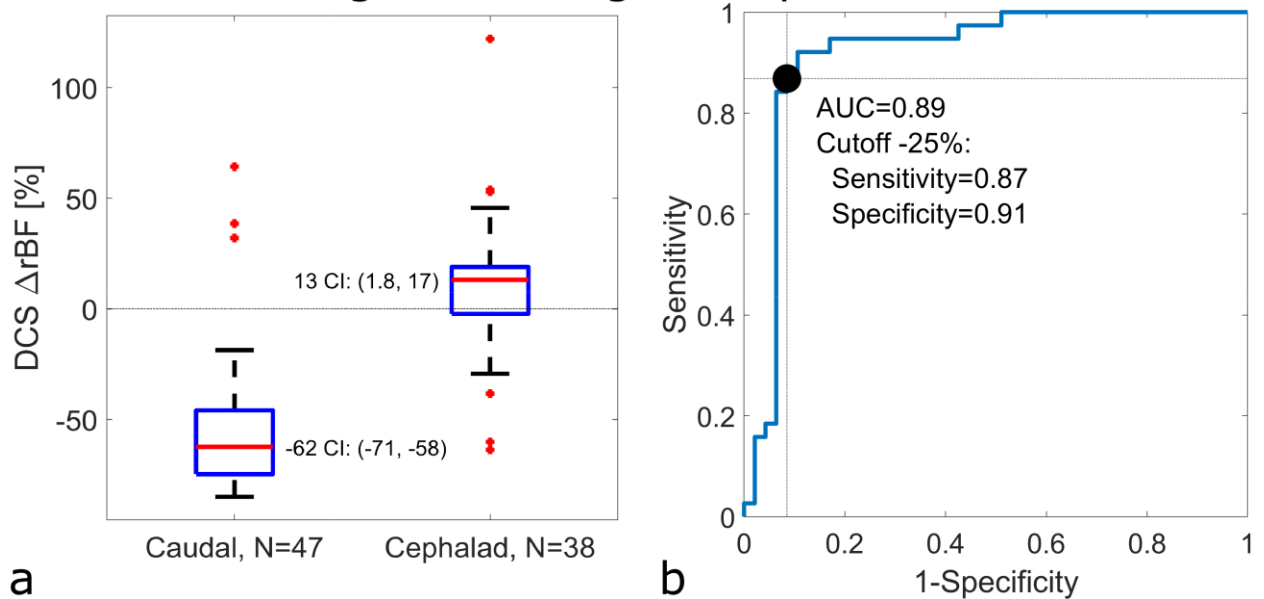 DCS ΔrBF [%]
100
50
0
-50
13 CI: (1.8, 17)
-62 CI: (-71, -58)
Caudal, N=47
Cephalad, N=38
a
Sensitivity
1
0.8
0.6
0.4
0.2
0
AUC=0.89
Cutoff -25%:
Sensitivity=0.87
Specificity=0.91
0
0.2
0.4
0.6
0.8
1
1-Specificity
b